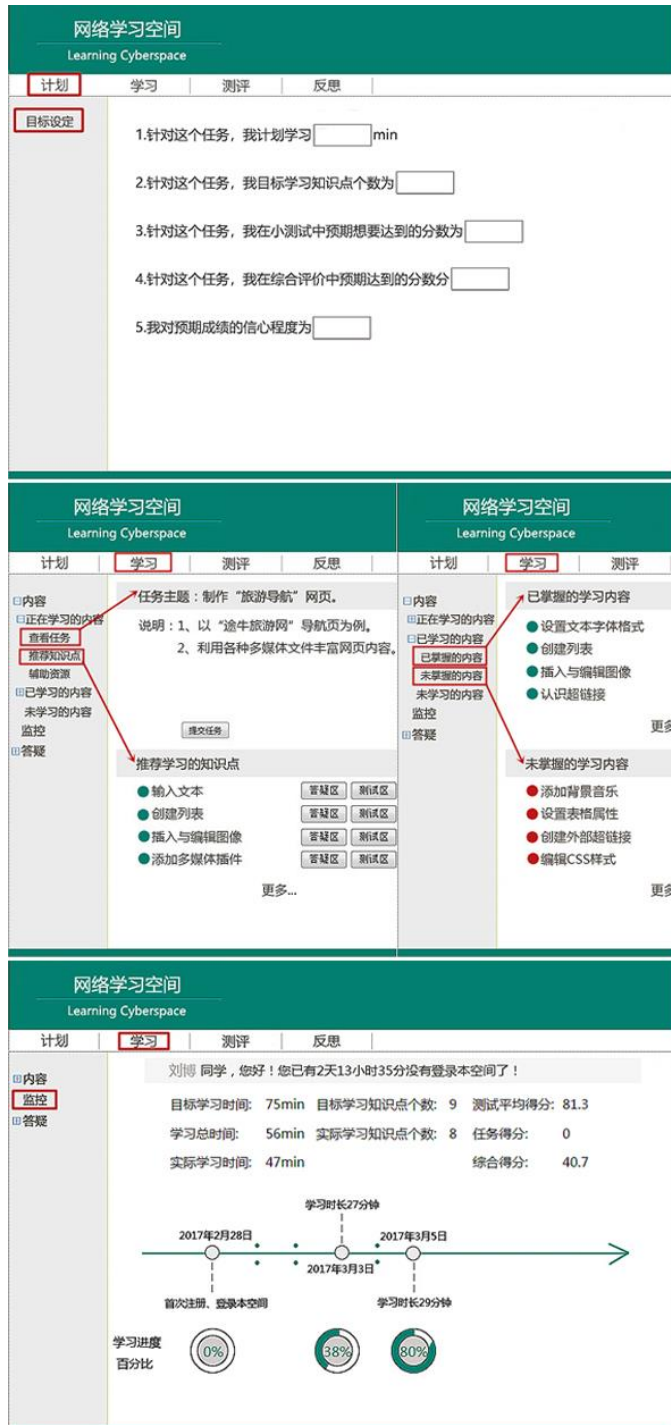 网络学习空间
Learning Cyberspace
计划 学习 测评 反思
目标设定
1.针对这个任务，我计划学习 min
2.针对这个任务，我目标学习知识点个数为
3.针对这个任务，我在小测试中预期想要达到的分数为
4.针对这个任务，我在综合评价中预期达到的分数分
5.我对预期成绩的信心程度为
网络学习空间
Learning Cyberspace
计划 学习 测评 反思
内容
正在学习的内容
查看任务
推荐知识点
辅助资源
已学习的内容
未学习的内容
监控
答疑
任务主题：制作“旅游导航”网页。
说明：1、以“途牛旅游网”导航页为例。
2、利用各种多媒体文件丰富网页内容。
提交任务
推荐学习的知识点
输入文本 答疑区 测试区
创建列表 答疑区 测试区
插入与编辑图像 答疑区 测试区
添加多媒体插件 答疑区 测试区
更多...
网络学习空间
Learning Cyberspace
计划 学习 测评
内容
正在学习的内容
已学习的内容
已掌握的内容
未掌握的内容
未学习的内容
监控
答疑
已掌握的学习内容
设置文本字体格式
创建列表
插入与编辑图像
认识超链接
更多
未掌握的学习内容
添加背景音乐
设置表格属性
创建外部超链接
编辑CSS样式
更多
网络学习空间
Learning Cyberspace
计划 学习 测评 反思
内容
监控
答疑
刘博 同学，您好！您已有2天13小时35分没有登录本空间了！
目标学习时间: 75min 目标学习知识点个数: 9 测试平均得分: 81.3
学习总时间: 56min 实际学习知识点个数: 8 任务得分: 0
实际学习时间: 47min 综合得分: 40.7
学习时长27分钟
2017年2月28日 2017年3月5日
2017年3月3日
首次注册、登录本空间 学习时长29分钟
学习进度
百分比
0% 38% 80%